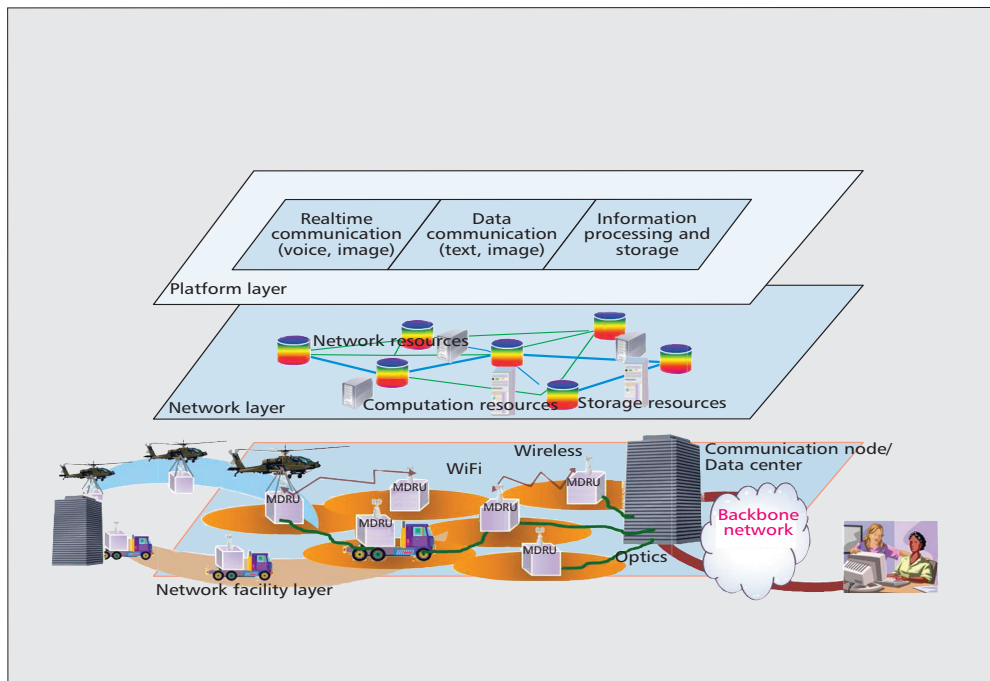 Realtime
communication
(voice, image)
Data
communication
(text, image)
Information
processing and
storage
Platform layer
Network resources
Computation resources
Storage resources
Network layer
Wireless
WiFi
Communication node/
Data center
MDRU
MDRU
MDRU
MDRU
MDRU
MDRU
Backbone
network
Optics
Network facility layer